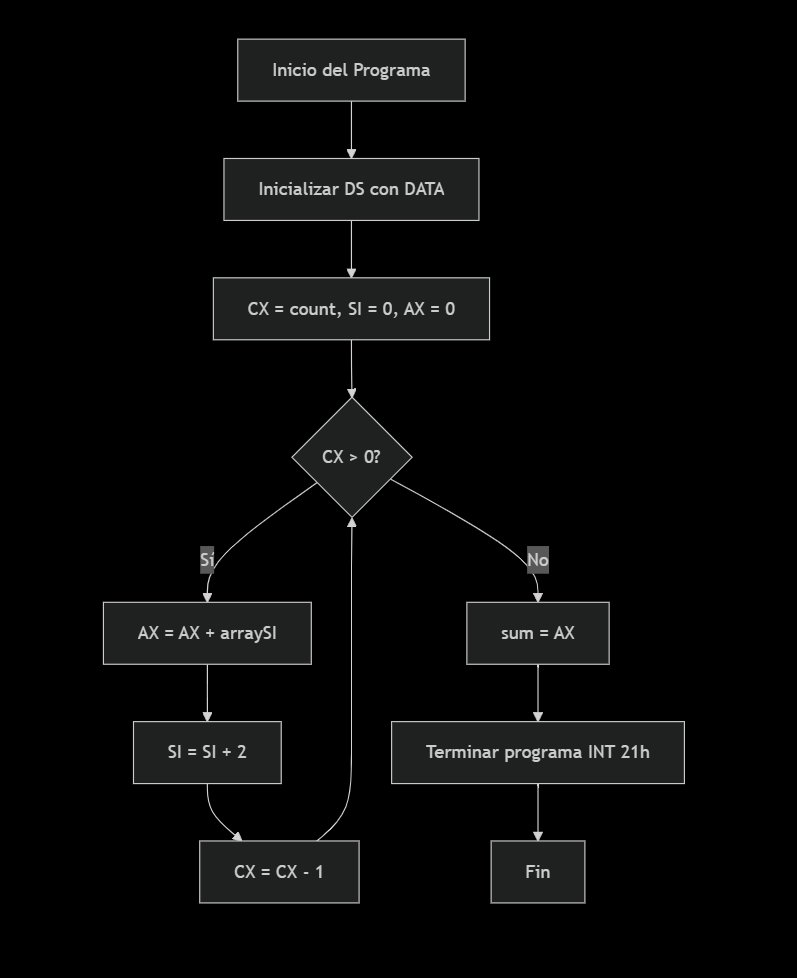 Inicio del Programa
Inicializar DS con DATA
CX = count, SI = 0, AX = 0
CX > 0?
Sí
No
AX = AX + arraySI
sum = AX
SI = SI + 2
Terminar programa INT 21h
CX = CX - 1
Fin